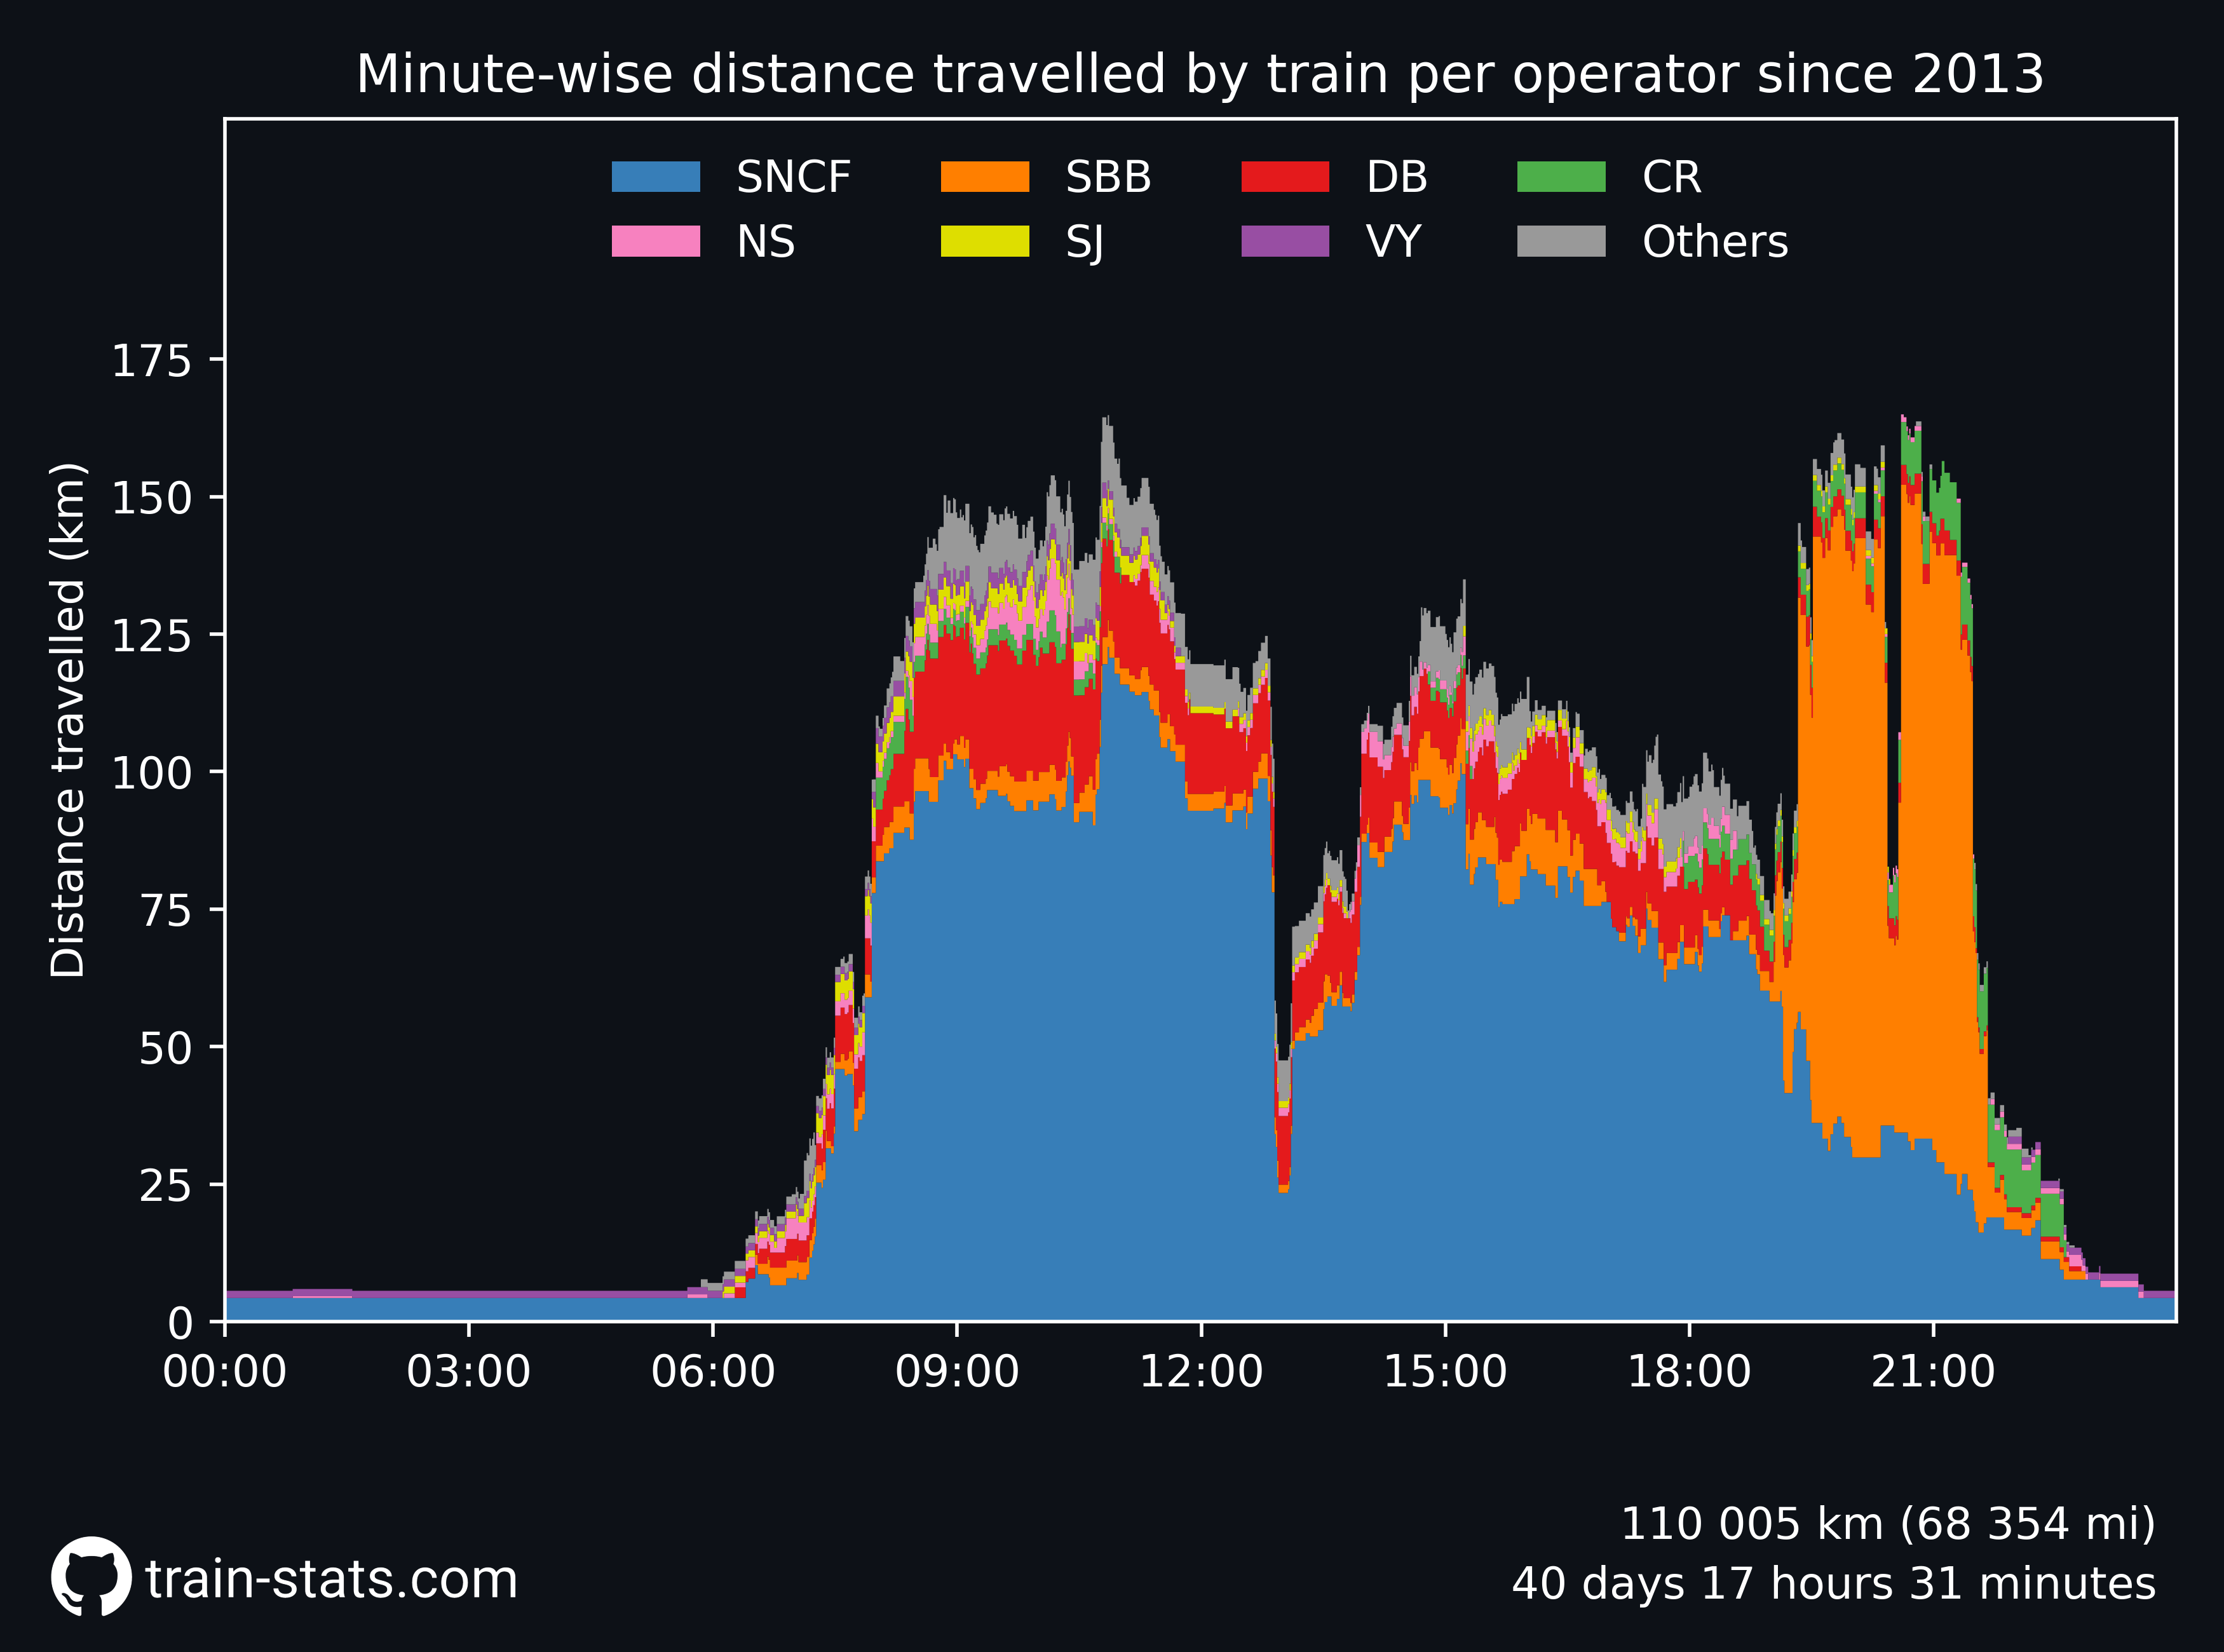 Minute-wise distance travelled by train per operator since 2013
SNCF SBB DB CR
NS SJ VY Others
Distance travelled (km)
175
150
125
100
75
50
25
0
00:00 03:00 06:00 09:00 12:00 15:00 18:00 21:00
110 005 km (68 354 mi)
train-stats.com
40 days 17 hours 31 minutes